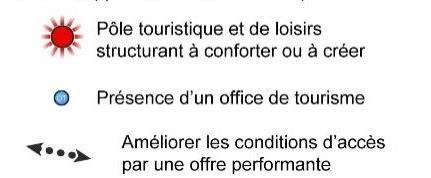 Pôle touristique et de loisirs
structurant à conforter ou à créer
OT Présence d'un office de tourisme
Améliorer les conditions d'accès
par une offre performante